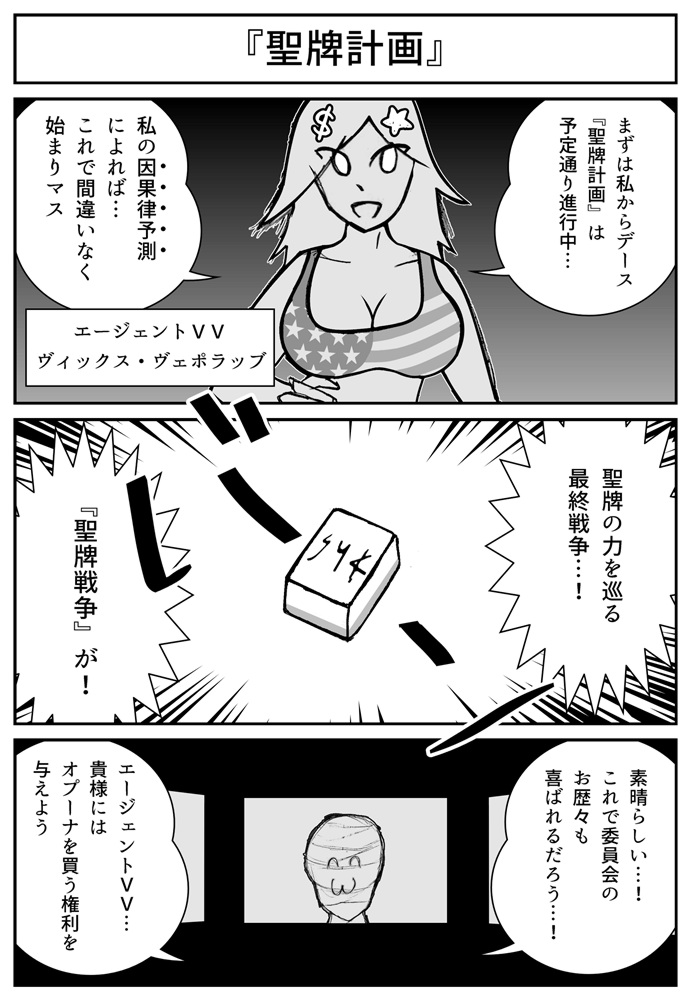 『聖牌計画』
まずは私からデース
『聖牌計画』は
予定通り進行中…
私の因果律予測
によれば…
これで間違いなく
始まりマス
エージェントVV
ヴィックス・ヴェポラッブ
聖牌の力を巡る
最終戦争…!
『聖牌戦争』が!
素晴らしい…!
これで委員会の
お歴々も
喜ばれるだろう…!
エージェントVV…
貴様には
オプーナを買う権利を
与えよう